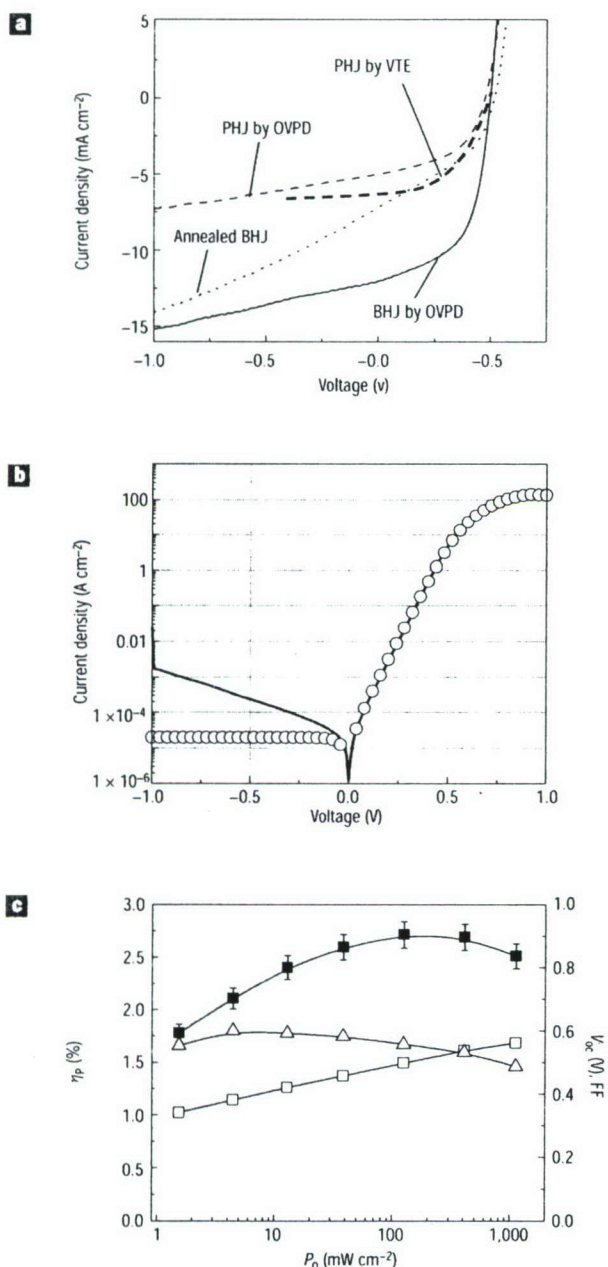 a
5
0
−5
−10
−15
Current density (mA cm⁻²)
PHJ by VTE
PHJ by OVPD
Annealed BHJ
BHJ by OVPD
−1.0
−0.5
−0.0
−0.5
Voltage (v)
b
100
1
0.01
1 × 10⁻⁴
1 × 10⁻⁶
Current density (A cm⁻²)
−1.0
−0.5
0.0
0.5
1.0
Voltage (V)
c
3.0
2.5
2.0
1.5
1.0
0.5
0.0
ηP (%)
1.0
0.8
0.6
0.4
0.2
0.0
Voc (V), FF
1
10
100
1,000
Po (mW cm⁻²)